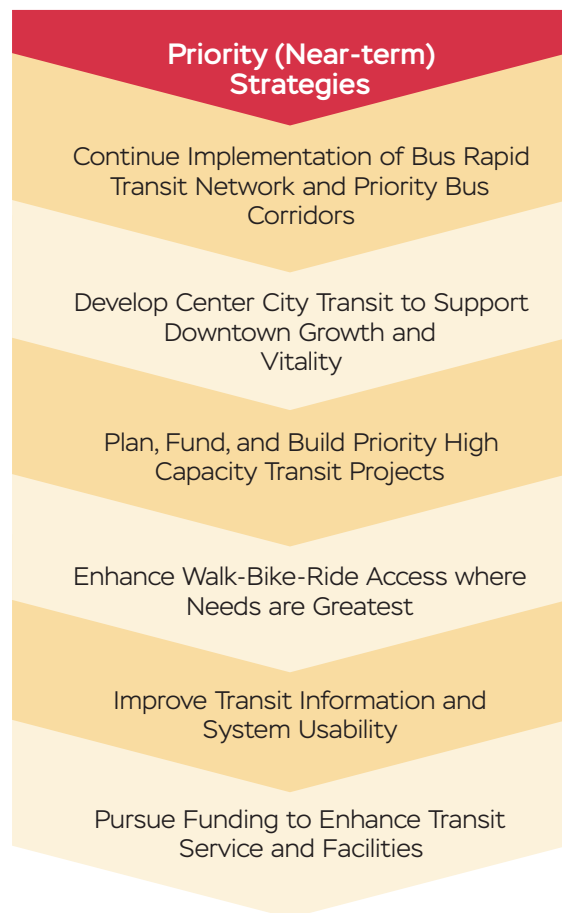 Priority (Near-term)
Strategies
Continue Implementation of Bus Rapid
Transit Network and Priority Bus
Corridors
Develop Center City Transit to Support
Downtown Growth and
Vitality
Plan, Fund, and Build Priority High
Capacity Transit Projects
Enhance Walk-Bike-Ride Access where
Needs are Greatest
Improve Transit Information and
System Usability
Pursue Funding to Enhance Transit
Service and Facilities